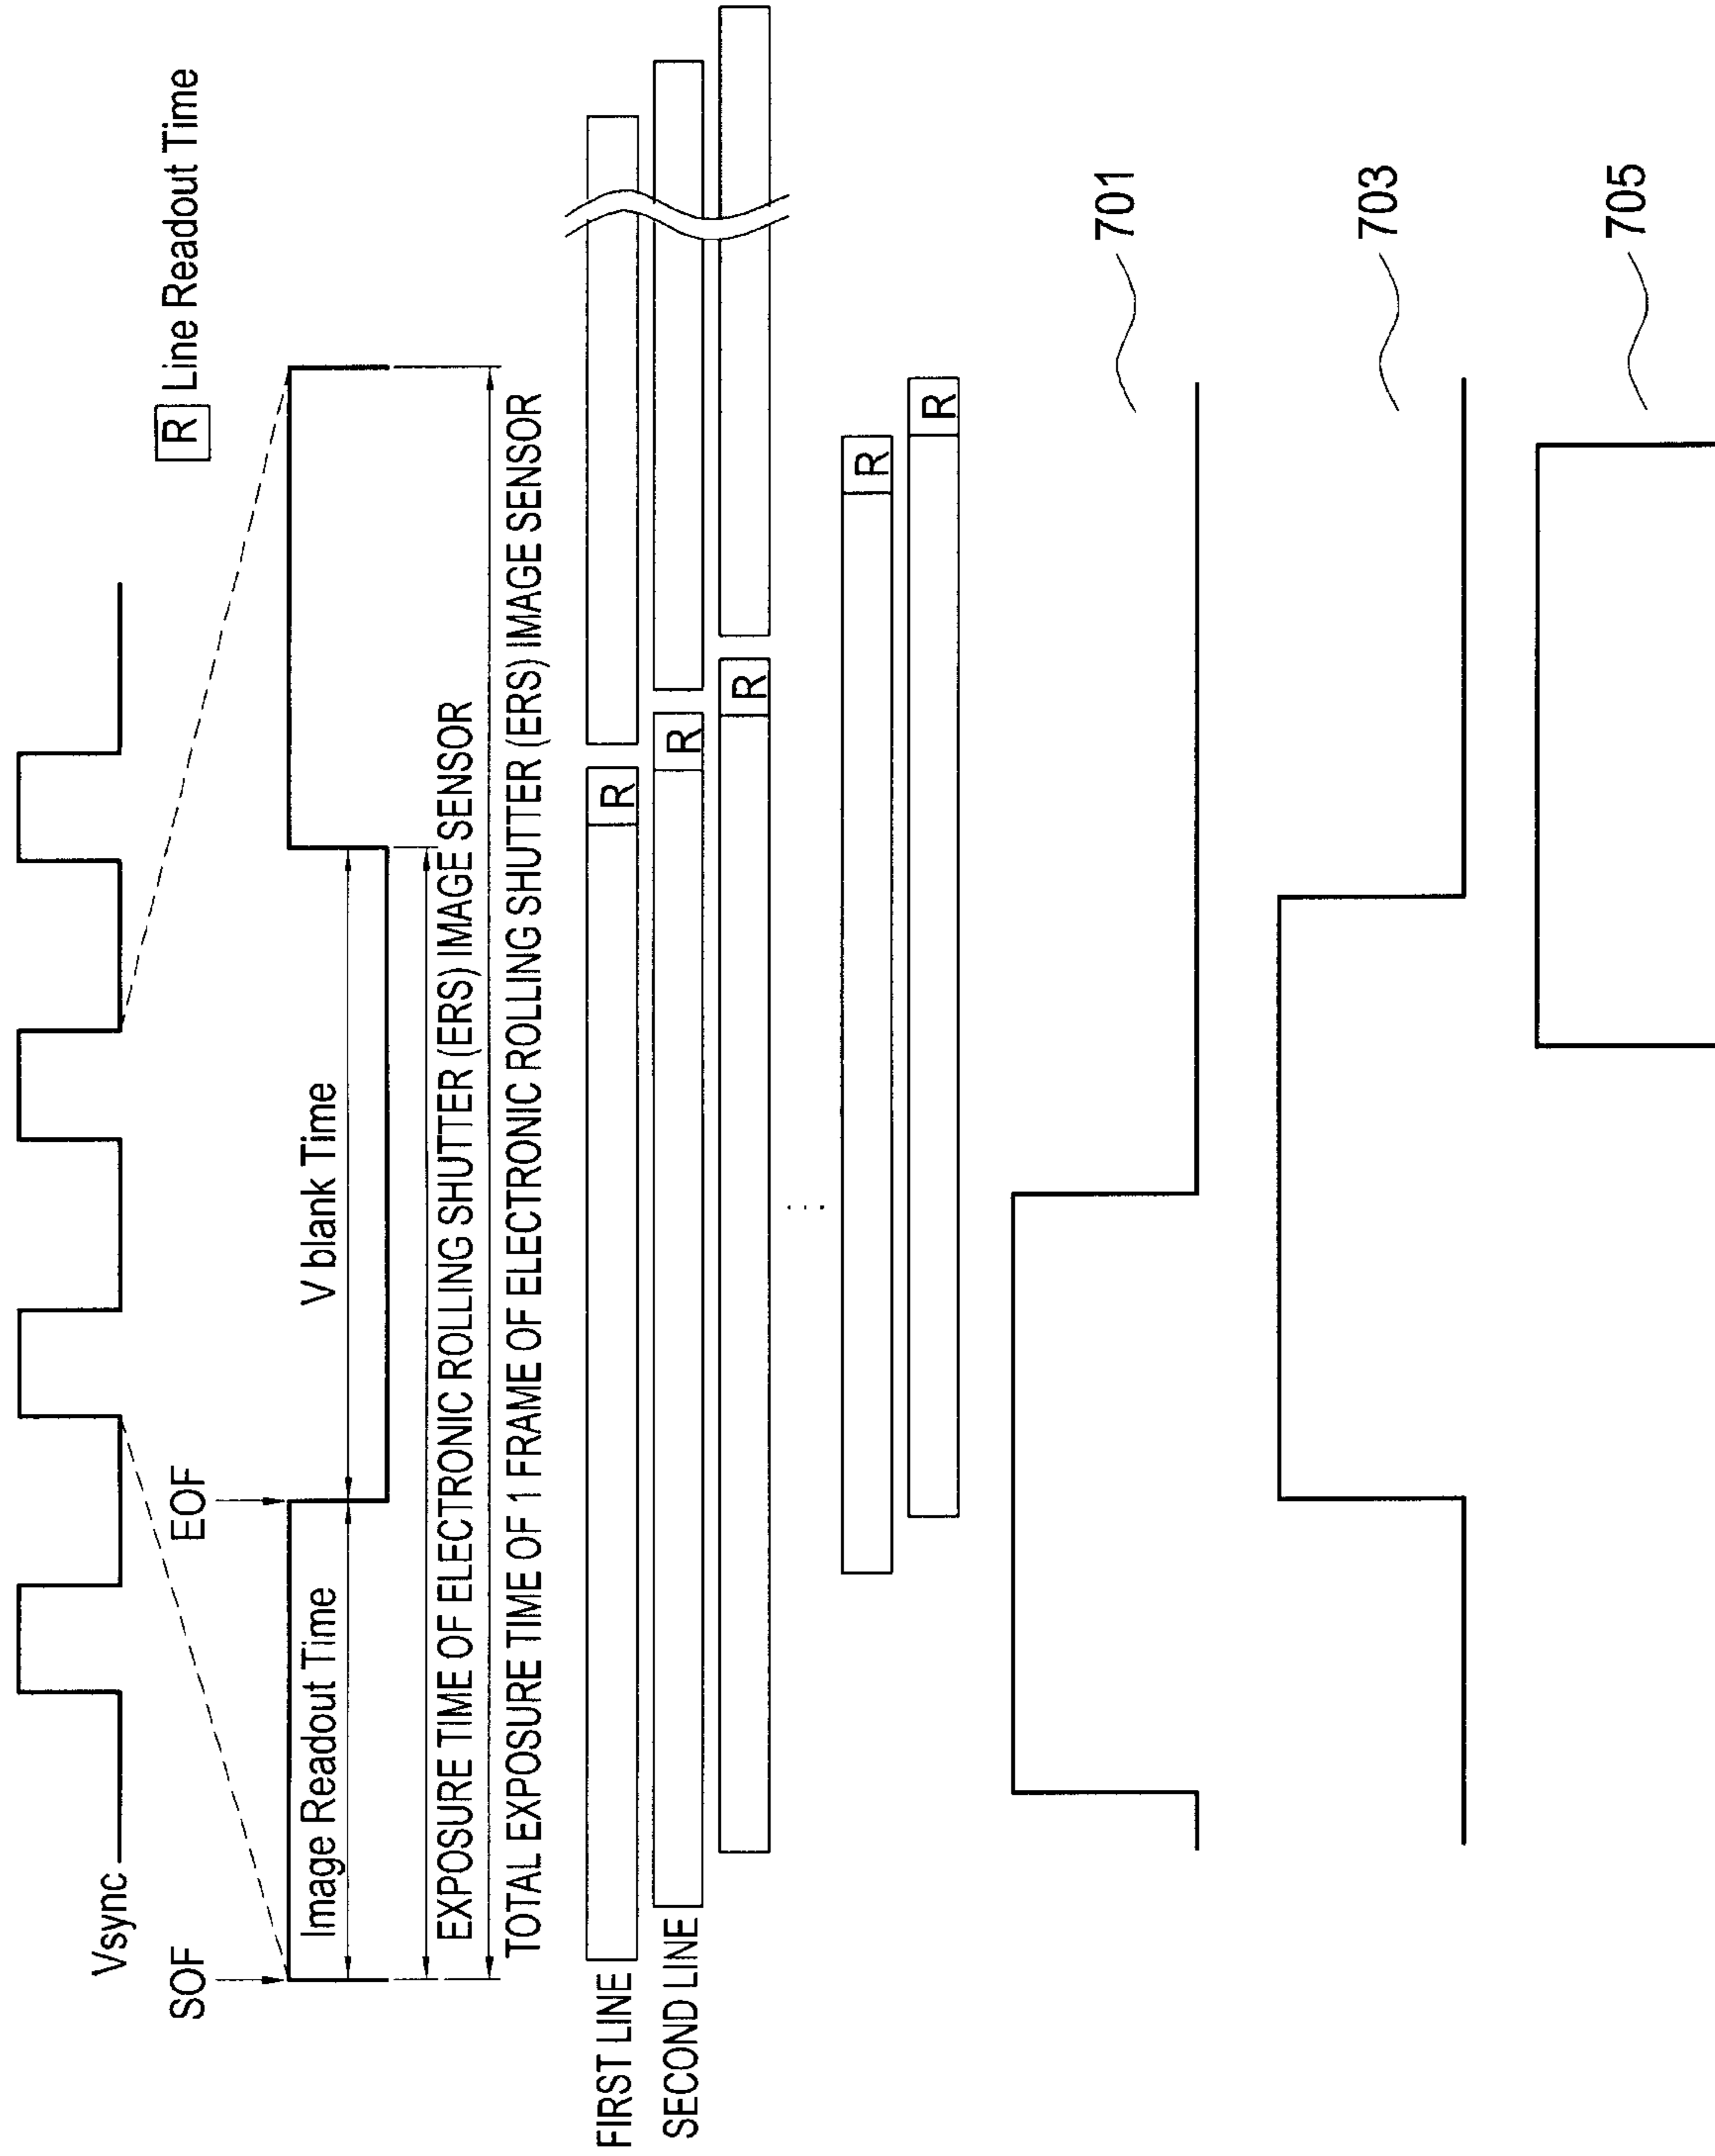 Vsync
R Line Readout Time
SOF
EOF
Image Readout Time
V blank Time
EXPOSURE TIME OF ELECTRONIC ROLLING SHUTTER (ERS) IMAGE SENSOR
TOTAL EXPOSURE TIME OF 1 FRAME OF ELECTRONIC ROLLING SHUTTER (ERS) IMAGE SENSOR
FIRST LINE
R
SECOND LINE
R
R
...
R
R
701
703
705